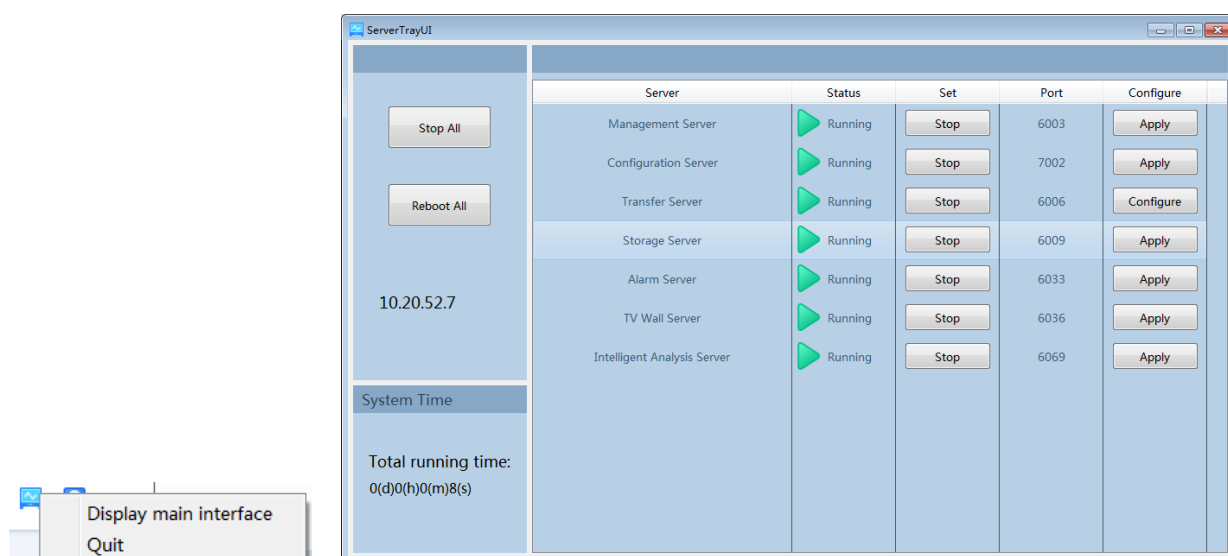 ServerTrayUI
Server Status Set Port Configure
Stop All
Reboot All
10.20.52.7
Management Server Running Stop 6003 Apply
Configuration Server Running Stop 7002 Apply
Transfer Server Running Stop 6006 Configure
Storage Server Running Stop 6009 Apply
Alarm Server Running Stop 6033 Apply
TV Wall Server Running Stop 6036 Apply
Intelligent Analysis Server Running Stop 6069 Apply
System Time
Total running time:
0(d)0(h)0(m)8(s)
Display main interface
Quit